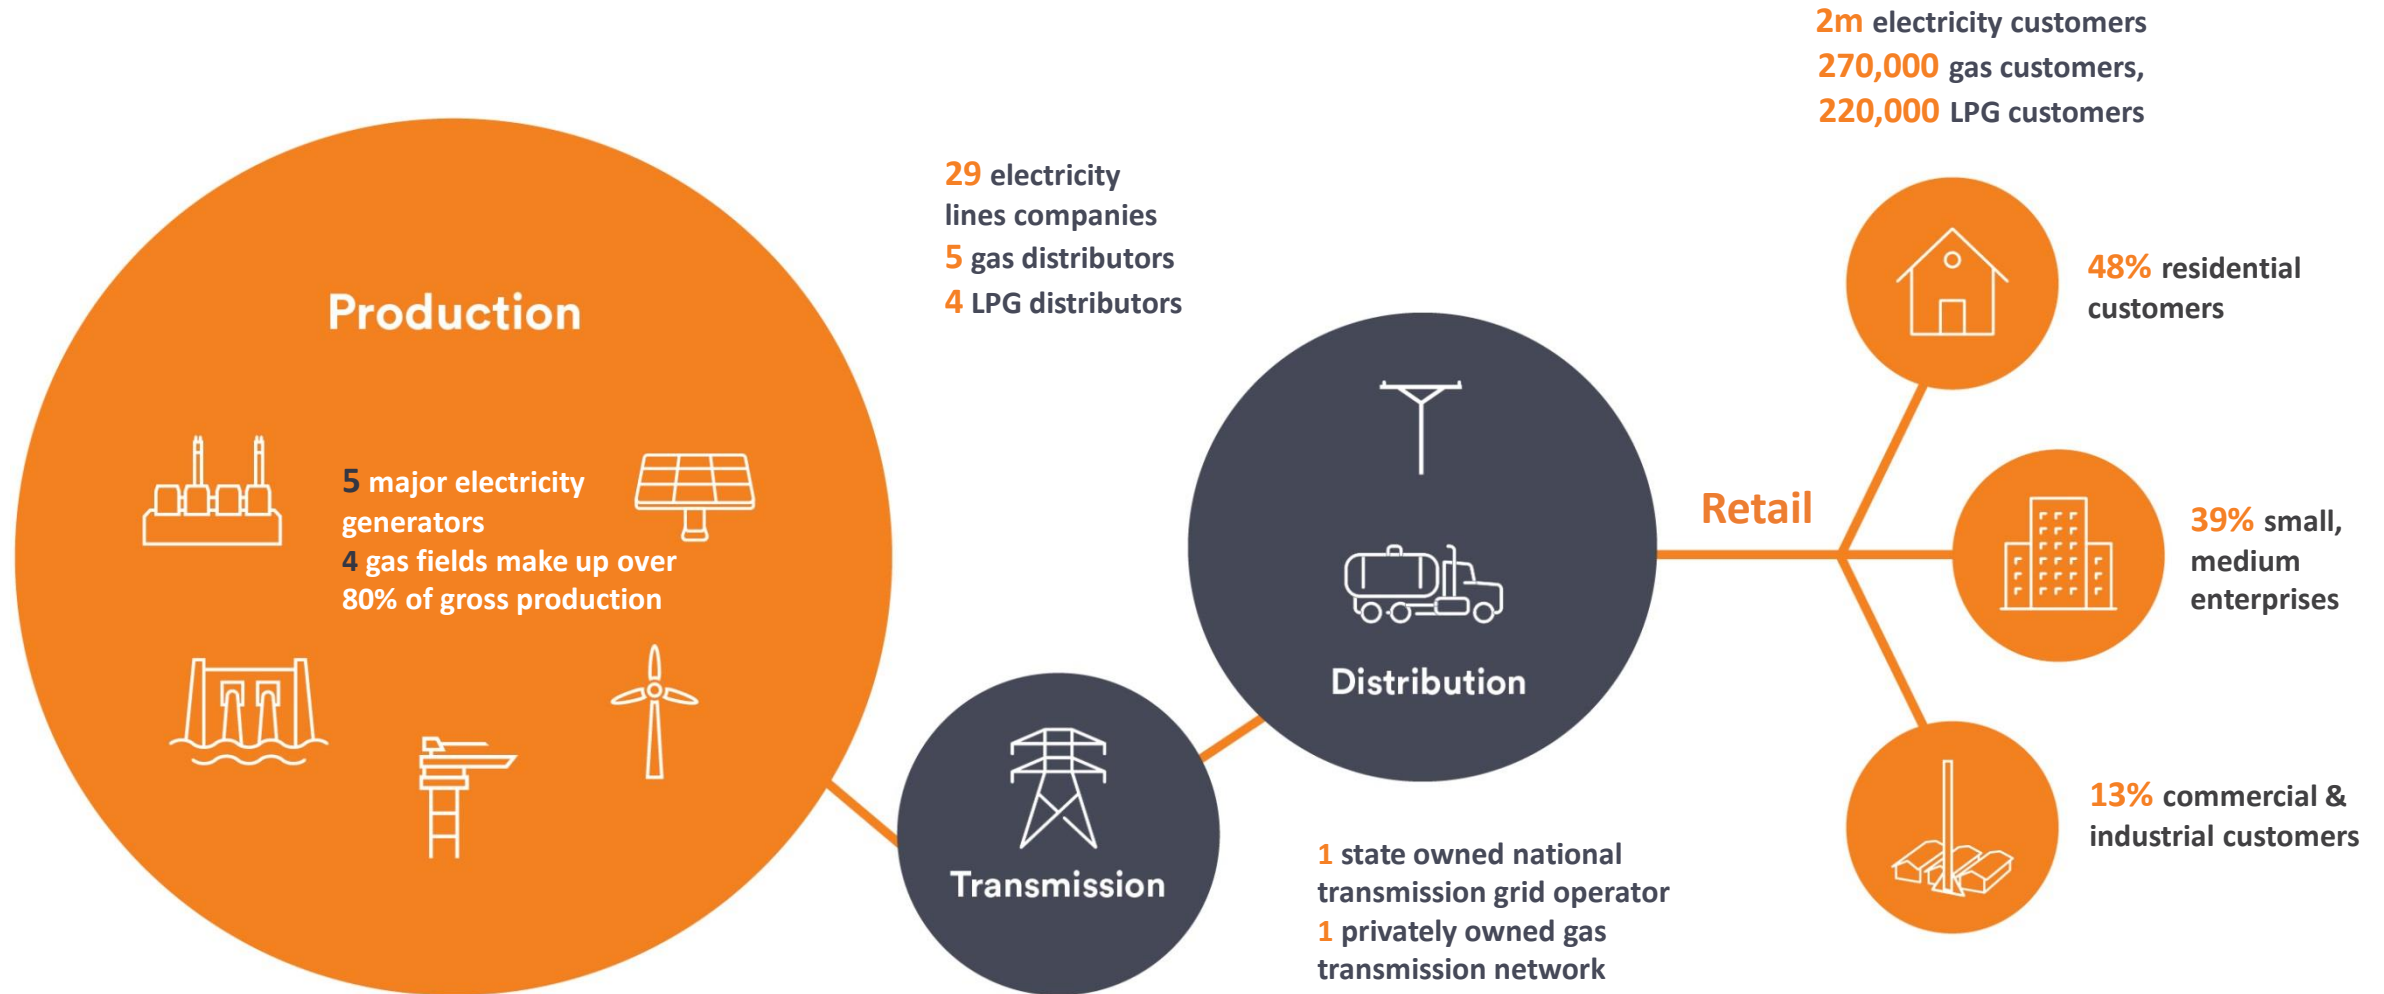 Production
5 major electricity
generators
4 gas fields make up over
80% of gross production
Transmission
1 state owned national
transmission grid operator
1 privately owned gas
transmission network
29 electricity
lines companies
5 gas distributors
4 LPG distributors
Distribution
Retail
2m electricity customers
270,000 gas customers,
220,000 LPG customers
48% residential
customers
39% small,
medium
enterprises
13% commercial &
industrial customers